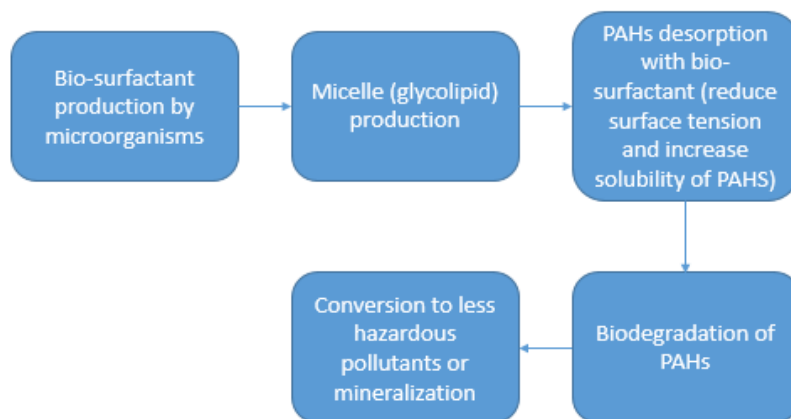 Bio-surfactant
production by
microorganisms
Micelle (glycolipid)
production
PAHs desorption
with bio-
surfactant (reduce
surface tension
and increase
solubility of PAHS)
Biodegradation of
PAHs
Conversion to less
hazardous
pollutants or
mineralization